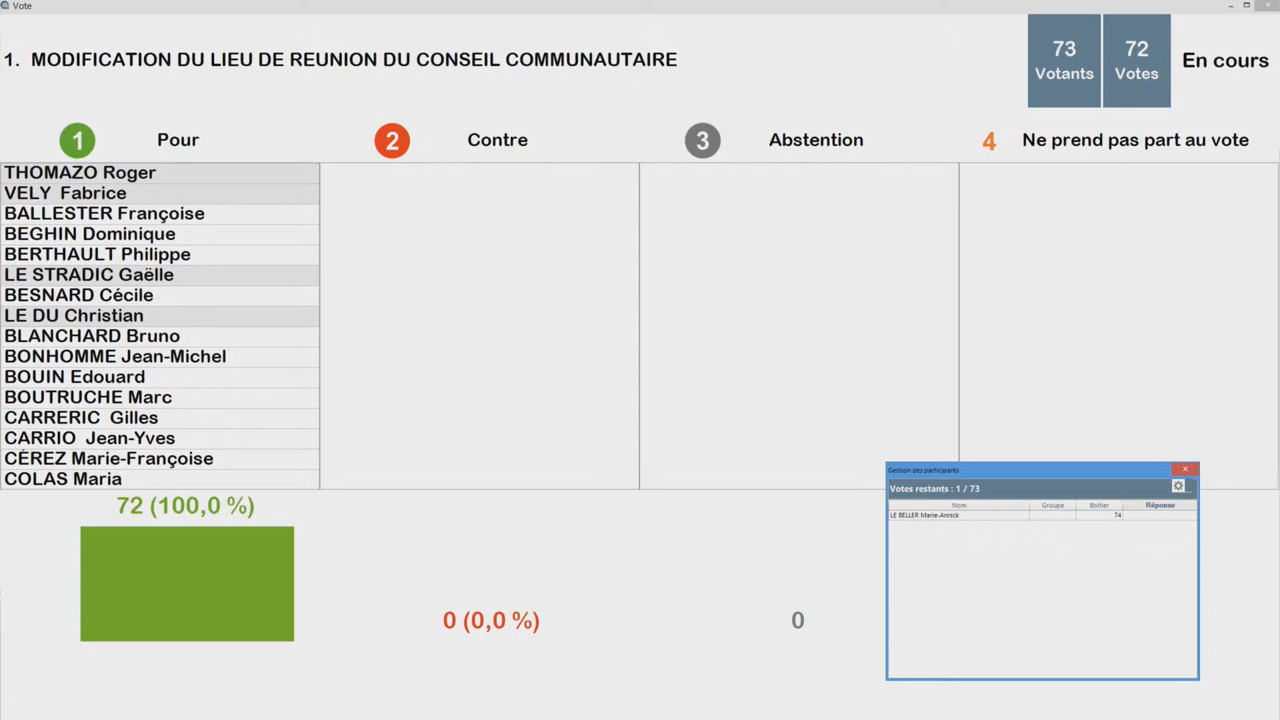 Vote
1. MODIFICATION DU LIEU DE REUNION DU CONSEIL COMMUNAUTAIRE
73 Votants
72 Votes
En cours
1 Pour
2 Contre
3 Abstention
4 Ne prend pas part au vote
THOMAZO Roger
VELY Fabrice
BALLESTER Françoise
BEGHIN Dominique
BERTHAULT Philippe
LE STRADIC Gaëlle
BESNARD Cécile
LE DU Christian
BLANCHARD Bruno
BONHOMME Jean-Michel
BOUIN Edouard
BOUTRUCHE Marc
CARRERIC Gilles
CARRIO Jean-Yves
CÉREZ Marie-Françoise
COLAS Maria
72 (100,0 %)
0 (0,0 %)
0
Gestion des participants
Votes restants : 1 / 73
Nom Groupe Boitier Réponse
LE BELLER Marie-Annick 74